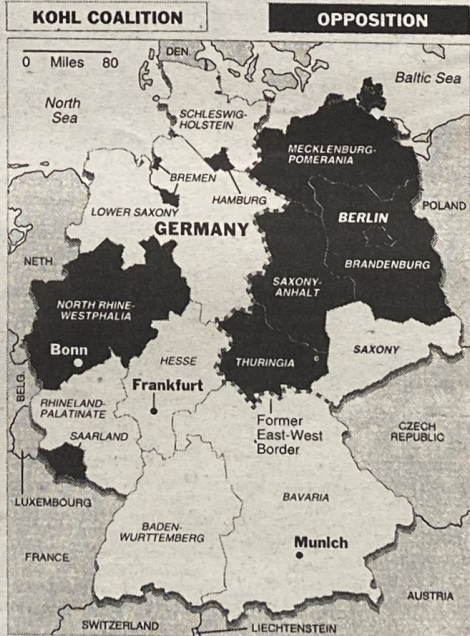 KOHL COALITION
OPPOSITION
0 Miles 80
DEN.
Baltic Sea
North
Sea
SCHLESWIG-
HOLSTEIN
MECKLENBURG-
POMERANIA
BREMEN
HAMBURG
LOWER SAXONY
GERMANY
BERLIN
POLAND
NETH.
BRANDENBURG
SAXONY-
ANHALT
NORTH RHINE-
WESTPHALIA
Bonn
HESSE
THURINGIA
SAXONY
BELG.
Frankfurt
RHINELAND-
PALATINATE
Former
East-West
Border
SAARLAND
CZECH
REPUBLIC
LUXEMBOURG
BAVARIA
BADEN-
WURTTEMBERG
Munich
FRANCE
AUSTRIA
SWITZERLAND
LIECHTENSTEIN